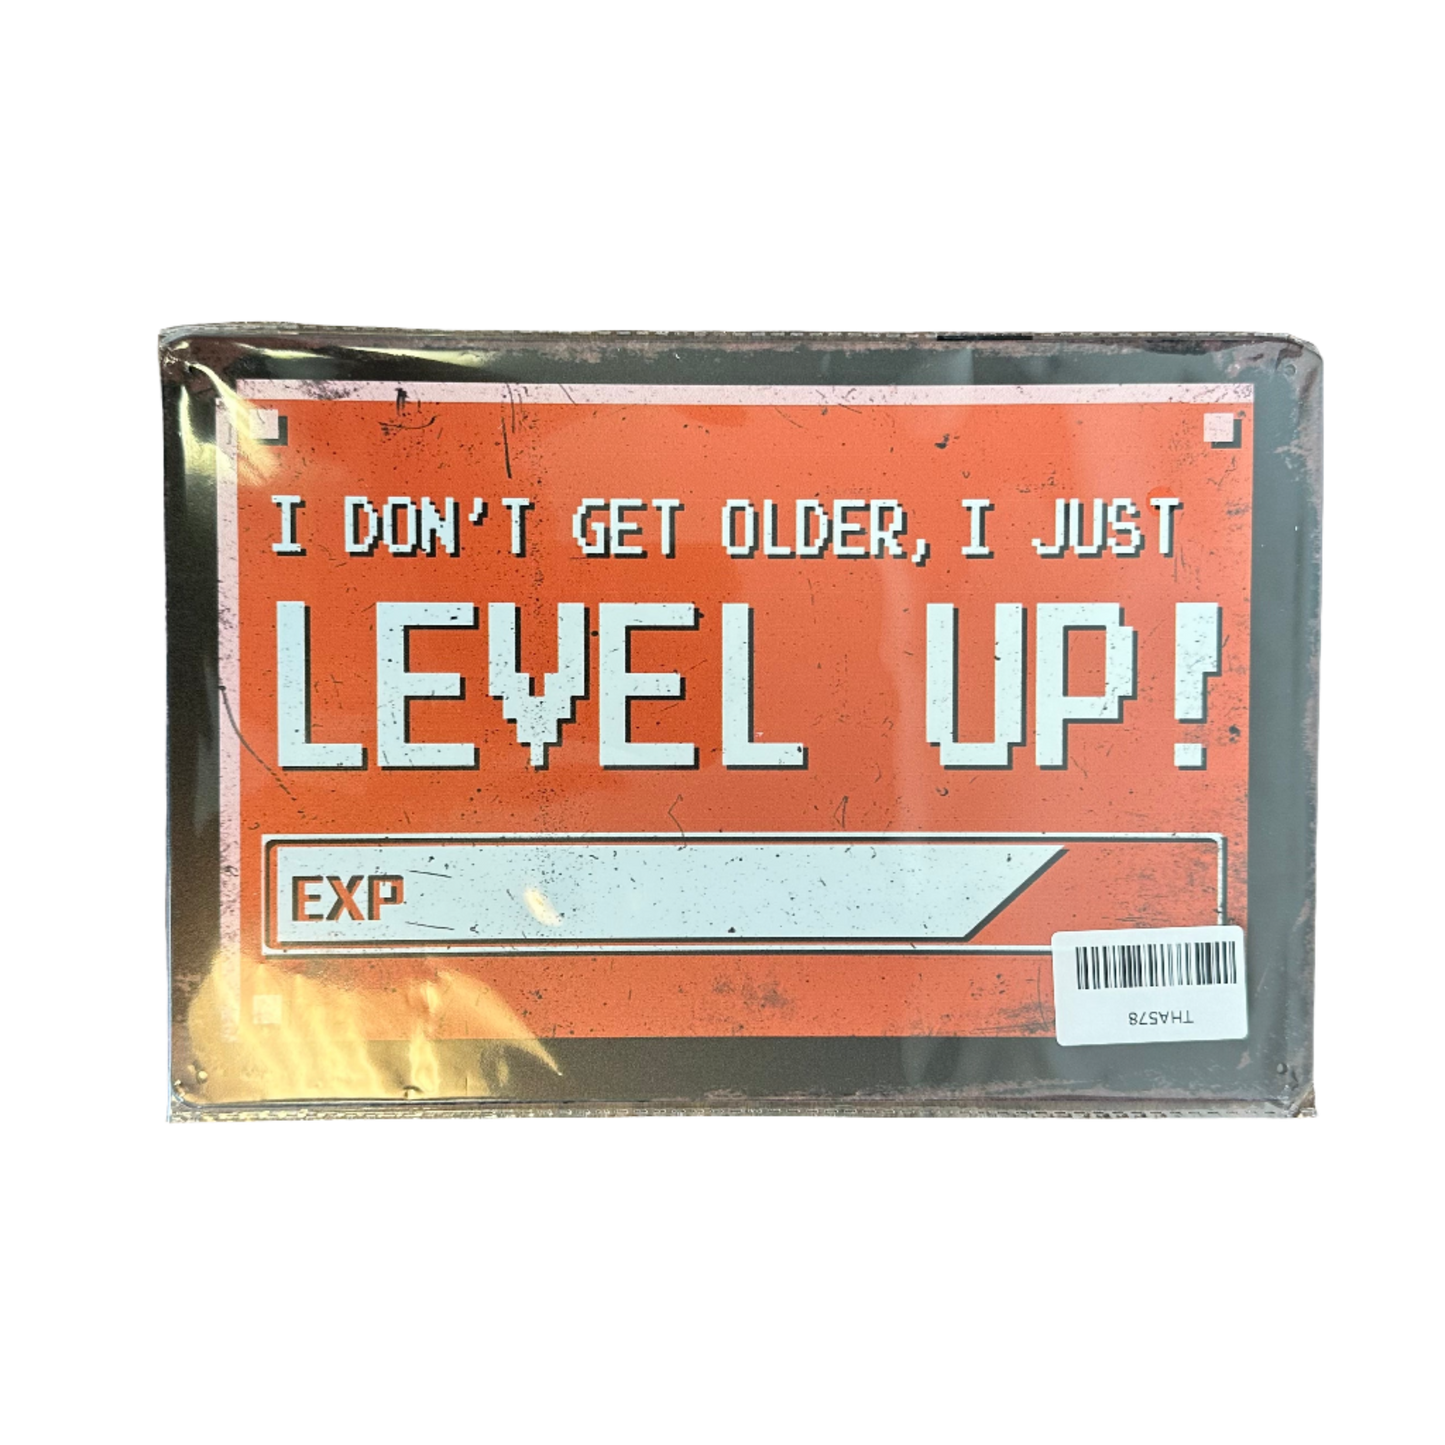 I DON'T GET OLDER, I JUST
LEVEL UP!
EXP
THA578